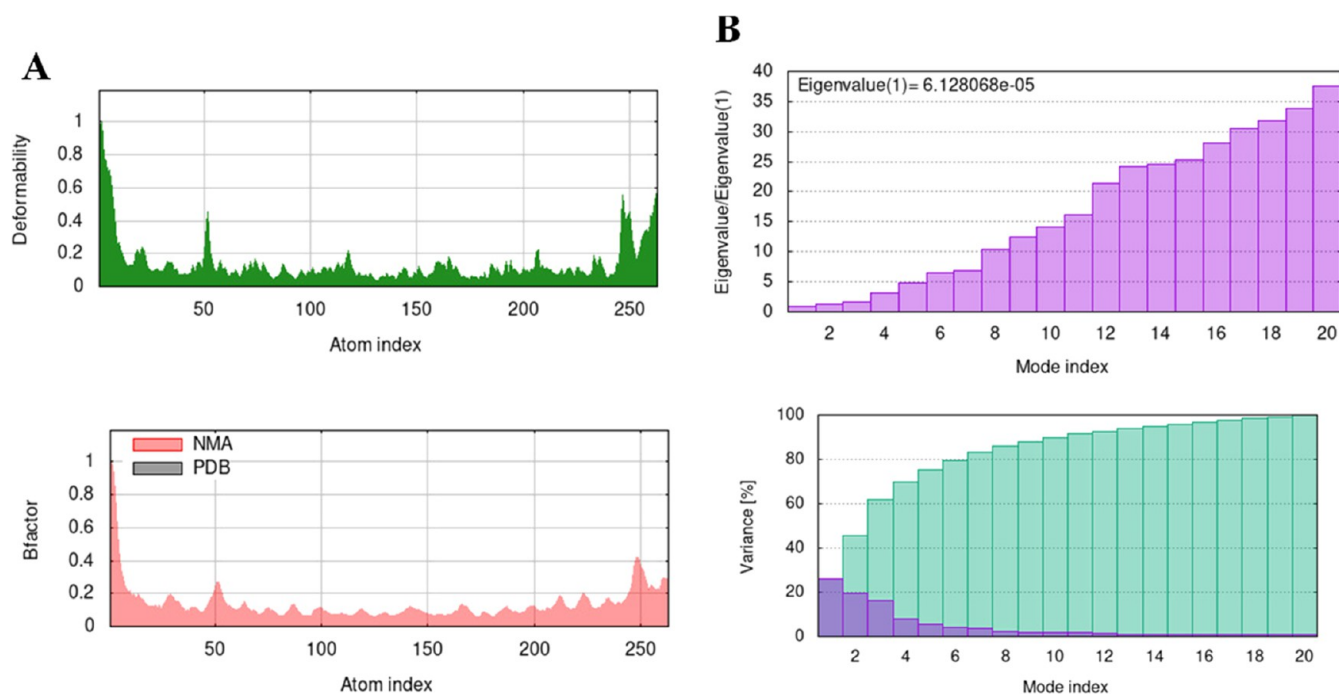 A
Deformability
1
0.8
0.6
0.4
0.2
0
50 100 150 200 250
Atom index
B
Eigenvalue(1)= 6.128068e-05
Eigenvalue/Eigenvalue(1)
40
35
30
25
20
15
10
5
0
2 4 6 8 10 12 14 16 18 20
Mode index
NMA
PDB
Bfactor
1
0.8
0.6
0.4
0.2
0
50 100 150 200 250
Atom index
Variance [%]
100
80
60
40
20
0
2 4 6 8 10 12 14 16 18 20
Mode index